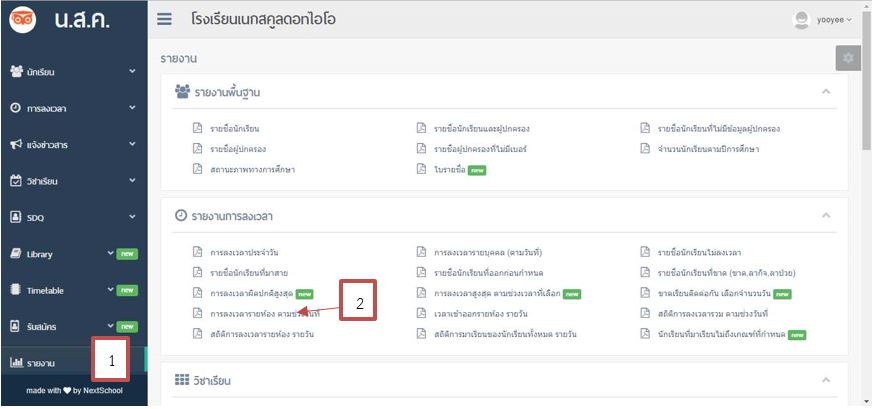 น.ส.ค.
โรงเรียนเนกสคูลดอทไอโอ
yooyee
นักเรียน
การลงเวลา
แจ้งข่าวสาร
วิชาเรียน
SDQ
Library new
Timetable new
รับสมัคร new
รายงาน
1
made with by NextSchool
รายงาน
รายงานพื้นฐาน
รายชื่อนักเรียน รายชื่อนักเรียนและผู้ปกครอง รายชื่อนักเรียนที่ไม่มีข้อมูลผู้ปกครอง
รายชื่อผู้ปกครอง รายชื่อผู้ปกครองที่ไม่มีเบอร์ จำนวนนักเรียนตามปีการศึกษา
สถานะภาพทางการศึกษา ใบรายชื่อ new
รายงานการลงเวลา
การลงเวลาประจำวัน การลงเวลารายบุคคล (ตามวันที่) รายชื่อนักเรียนไม่ลงเวลา
รายชื่อนักเรียนที่มาสาย รายชื่อนักเรียนที่ออกก่อนกำหนด รายชื่อนักเรียนที่ขาด (ขาด,ลากิจ,ลาป่วย)
การลงเวลาผิดปกติสูงสุด new การลงเวลาสูงสุด ตามช่วงเวลาที่เลือก new ขาดเรียนติดต่อกัน เลือกจำนวนวัน new
2
การลงเวลารายห้อง ตามช่วงวันที่ เวลาเข้าออกรายห้อง รายวัน สถิติการลงเวลารวม ตามช่วงวันที่
สถิติการลงเวลารายห้อง รายวัน สถิติการมาเรียนของนักเรียนทั้งหมด รายวัน นักเรียนที่มาเรียนไม่ถึงเกณฑ์ที่กำหนด new
วิชาเรียน